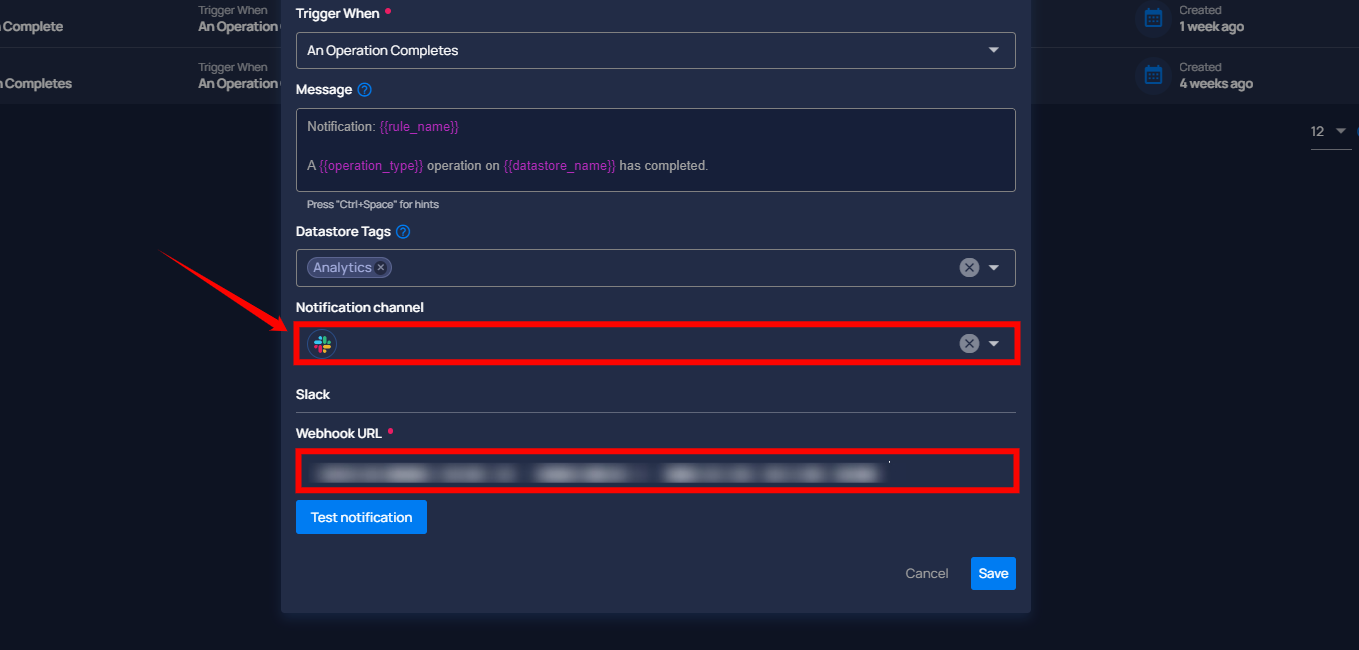 Trigger When *
An Operation Completes
Message
Notification: {{rule_name}}
A {{operation_type}} operation on {{datastore_name}} has completed.
Press "Ctrl+Space" for hints
Datastore Tags
Analytics
Notification channel
Slack
Webhook URL *
Test notification
Cancel
Save
Complete
Trigger When
An Operation
Created
1 week ago
Completes
Trigger When
An Operation
Created
4 weeks ago
12